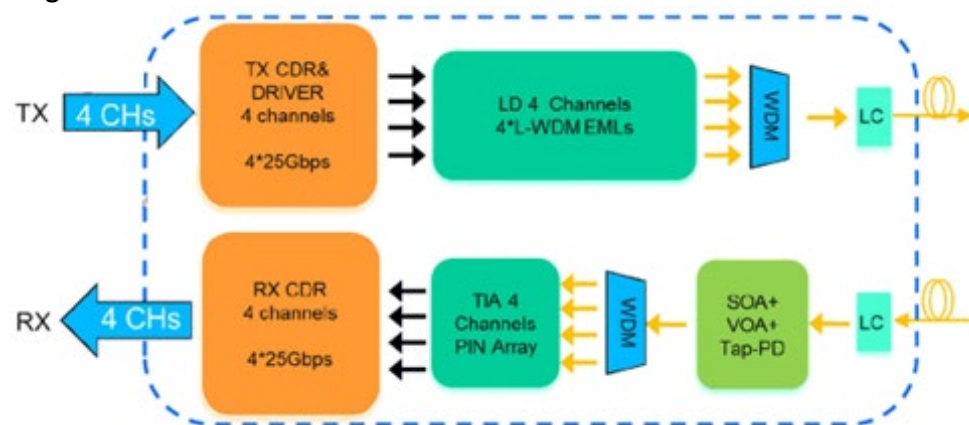 TX
4 CHs
TX CDR&
DRIVER
4 channels
4*25Gbps
LD 4 Channels
4*L-WDM EMLs
WDM
LC
RX
4 CHs
RX CDR
4 channels
4*25Gbps
TIA 4
Channels
PIN Array
WDM
SOA+
VOA+
Tap-PD
LC